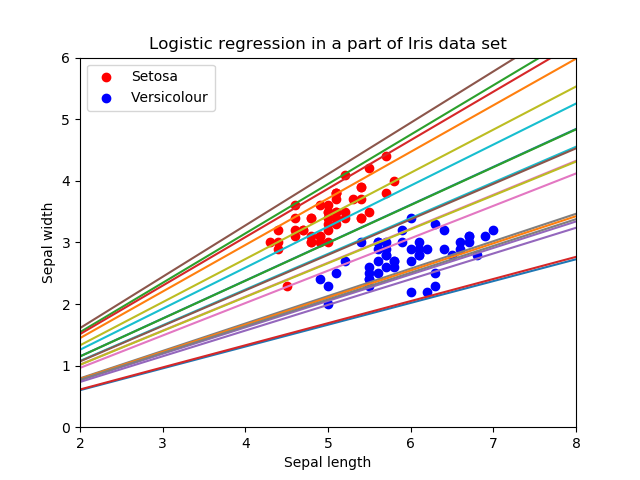 Logistic regression in a part of Iris data set
Setosa
Versicolour
6
5
4
3
2
1
0
Sepal width
2 3 4 5 6 7 8
Sepal length